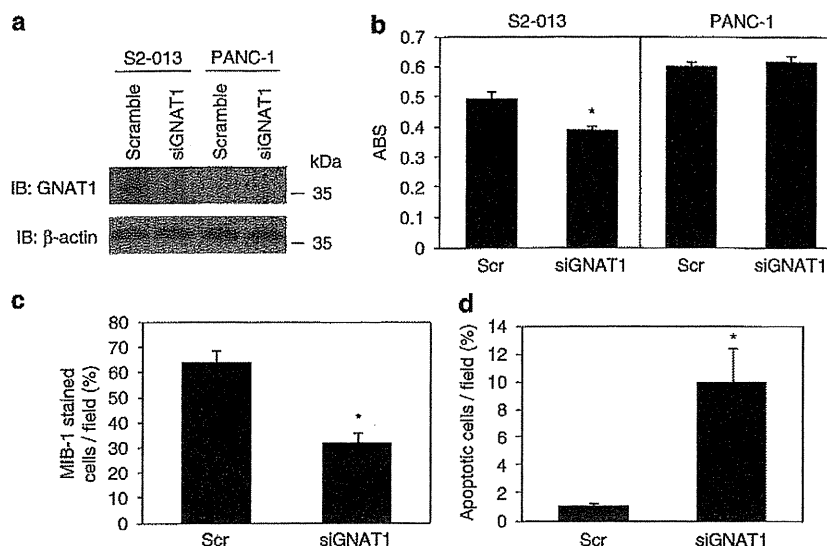 a
S2-013 PANC-1
Scramble
siGNAT1
Scramble
siGNAT1
kDa
IB: GNAT1
35
IB: β-actin
35
b
S2-013 PANC-1
ABS
0.7
0.6
0.5
0.4
0.3
0.2
0.1
0
*
Scr siGNAT1 Scr siGNAT1
c
MIB-1 stained
cells / field (%)
80
70
60
50
40
30
20
10
0
*
Scr siGNAT1
d
Apoptotic cells / field (%)
14
12
10
8
6
4
2
0
*
Scr siGNAT1